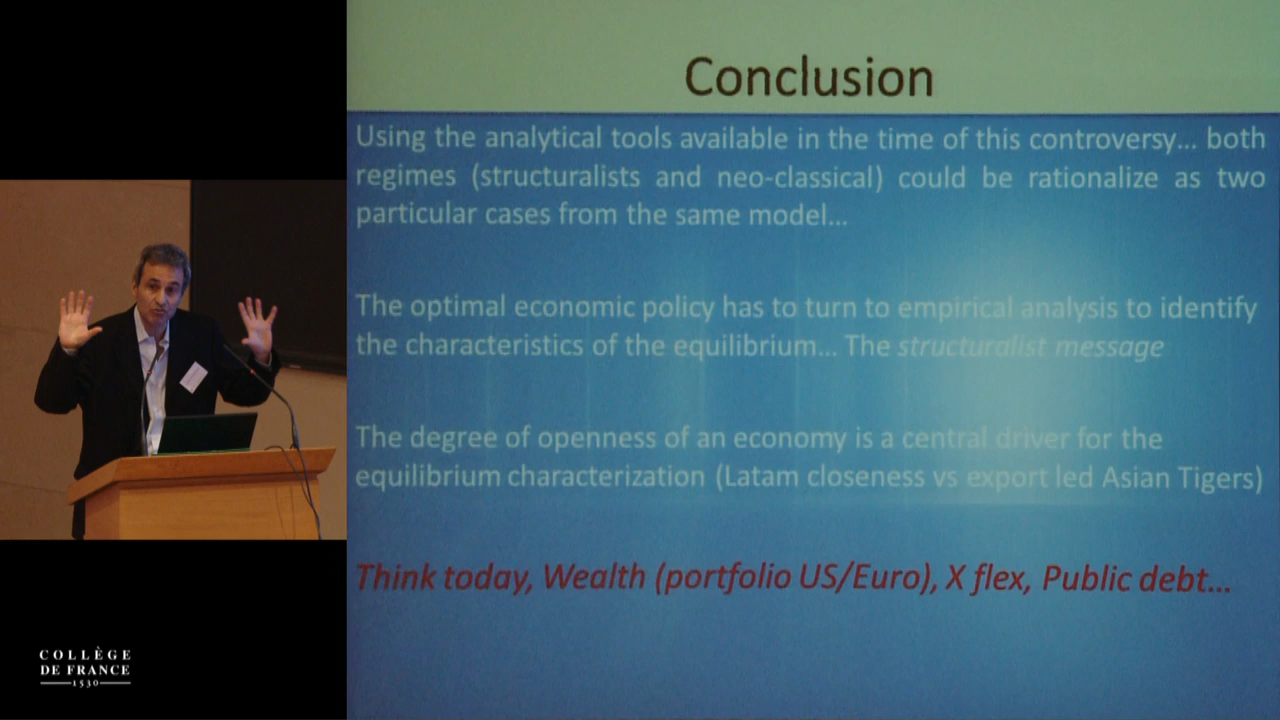 Conclusion
Using the analytical tools available in the time of this controversy... both
regimes (structuralists and neo-classical) could be rationalize as two
particular cases from the same model...
The optimal economic policy has to turn to empirical analysis to identify
the characteristics of the equilibrium... The structuralist message
The degree of openness of an economy is a central driver for the
equilibrium characterization (Latam closeness vs export led Asian Tigers)
Think today, Wealth (portfolio US/Euro), X flex, Public debt...
COLLÈGE
DE FRANCE
1530